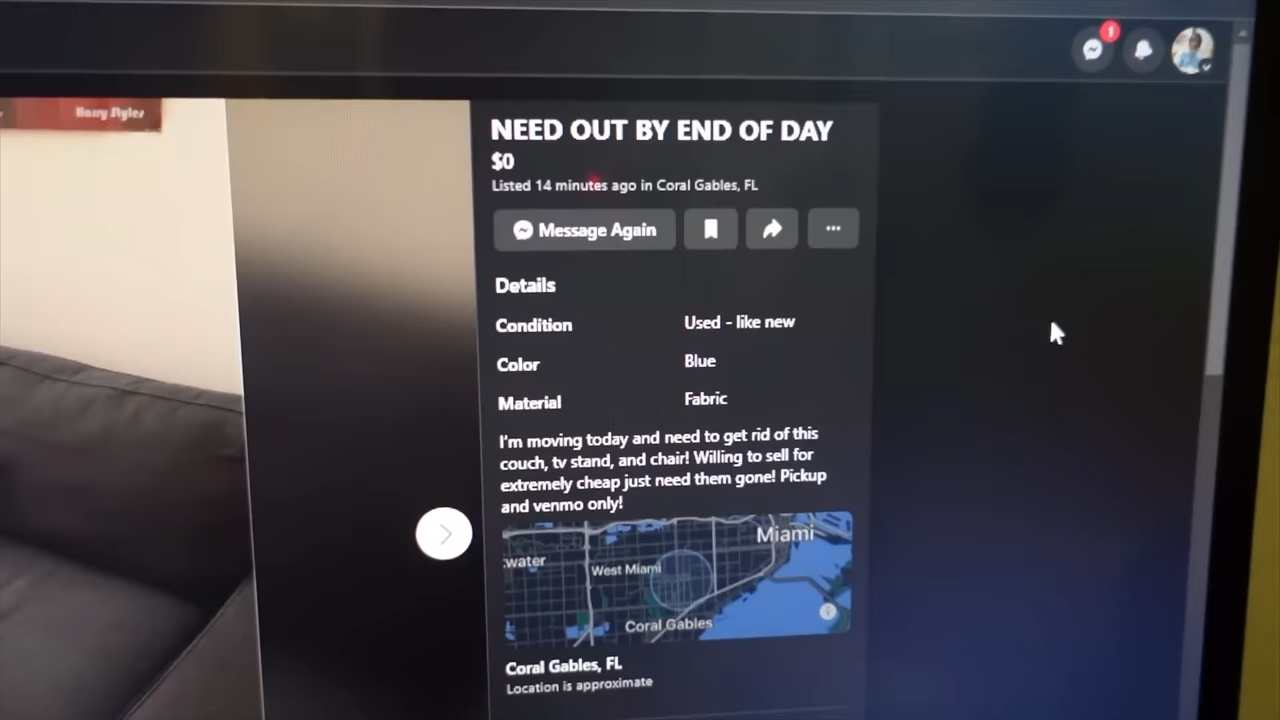 1
Harry Styles
NEED OUT BY END OF DAY
$0
Listed 14 minutes ago in Coral Gables, FL
Message Again
Details
Condition Used - like new
Color Blue
Material Fabric
I'm moving today and need to get rid of this
couch, tv stand, and chair! Willing to sell for
extremely cheap just need them gone! Pickup
and venmo only!
Miami
water
West Miami
Coral Gables
Coral Gables, FL
Location is approximate